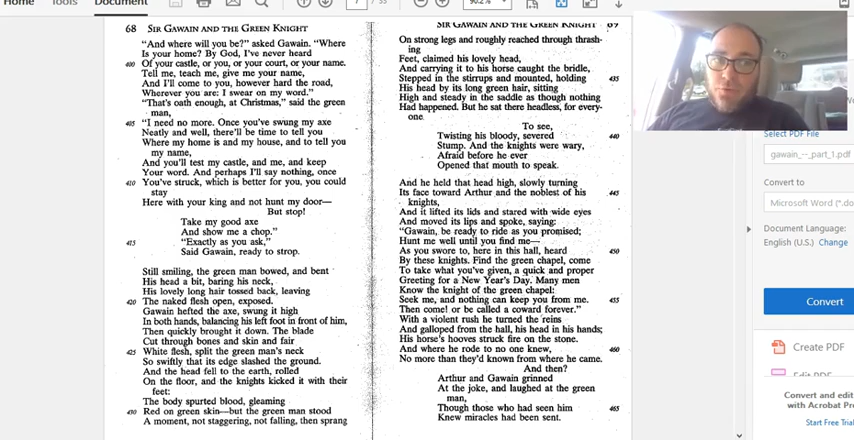 Home Tools Document
68 SIR GAWAIN AND THE GREEN KNIGHT
"And where will you be?" asked Gawain. "Where
Is your home? By God, I've never heard
400 Of your castle, or you, or your court, or your name.
Tell me, teach me, give me your name,
And I'll come to you, however hard the road,
Wherever you are: I swear on my word."
"That's oath enough, at Christmas," said the green
man,
405 "I need no more. Once you've swung my axe
Neatly and well, there'll be time to tell you
Where my home is and my house, and to tell you
my name,
And you'll test my castle, and me, and keep
Your word. And perhaps I'll say nothing, once
410 You've struck, which is better for you, you could
stay
Here with your king and not hunt my door—
But stop!
Take my good axe
And show me a chop."
415 "Exactly as you ask,"
Said Gawain, ready to strop.
Still smiling, the green man bowed, and bent
His head a bit, baring his neck,
His lovely long hair tossed back, leaving
420 The naked flesh open, exposed.
Gawain hefted the axe, swung it high
In both hands, balancing his left foot in front of him,
Then quickly brought it down. The blade
Cut through bones and skin and fair
425 White flesh, split the green man's neck
So swiftly that its edge slashed the ground.
And the head fell to the earth, rolled
On the floor, and the knights kicked it with their
feet:
The body spurted blood, gleaming
430 Red on green skin—but the green man stood
A moment, not staggering, not falling, then sprang
SIR GAWAIN AND THE GREEN KNIGHT 69
On strong legs and roughly reached through thrash-
ing
Feet, claimed his lovely head,
And carrying it to his horse caught the bridle,
Stepped in the stirrups and mounted, holding 435
His head by its long green hair, sitting
High and steady in the saddle as though nothing
Had happened. But he sat there headless, for every-
one
To see,
Twisting his bloody, severed 440
Stump. And the knights were wary,
Afraid before he ever
Opened that mouth to speak.
And he held that head high, slowly turning
Its face toward Arthur and the noblest of his 445
knights,
And it lifted its lids and stared with wide eyes
And moved its lips and spoke, saying:
"Gawain, be ready to ride as you promised;
Hunt me well until you find me—
As you swore to, here in this hall, heard 450
By these knights. Find the green chapel, come
To take what you've given, a quick and proper
Greeting for a New Year's Day. Many men
Know the knight of the green chapel:
Seek me, and nothing can keep you from me. 455
Then come! or be called a coward forever."
With a violent rush he turned the reins
And galloped from the hall, his head in his hands;
His horse's hooves struck fire on the stone.
And where he rode to no one knew, 460
No more than they'd known from where he came.
And then?
Arthur and Gawain grinned
At the joke, and laughed at the green
man,
Though those who had seen him 465
Knew miracles had been sent.
Select PDF File
gawain_--_part_1.pdf
Convert to
Microsoft Word (*.do
Document Language:
English (U.S.) Change
Convert
Create PDF
Edit PDF
Convert and edit
with Acrobat Pr
Start Free Trial